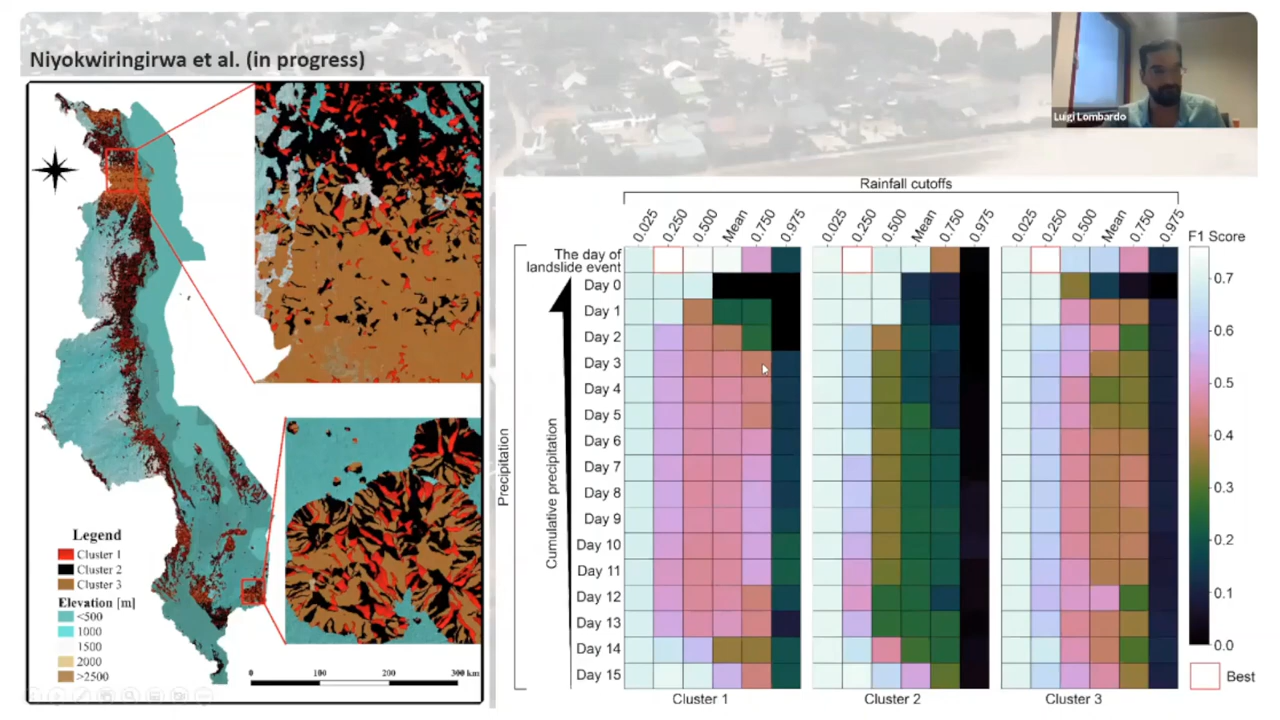 Niyokwiringirwa et al. (in progress)
Luigi Lombardo
Legend
Cluster 1
Cluster 2
Cluster 3
Elevation [m]
<500
1000
1500
2000
>2500
0 100 200 300 km
Rainfall cutoffs
0.025 0.250 0.500 Mean 0.750 0.975
0.025 0.250 0.500 Mean 0.750 0.975
0.025 0.250 0.500 Mean 0.750 0.975
Precipitation
Cumulative precipitation
The day of
landslide event
Day 0
Day 1
Day 2
Day 3
Day 4
Day 5
Day 6
Day 7
Day 8
Day 9
Day 10
Day 11
Day 12
Day 13
Day 14
Day 15
Cluster 1
Cluster 2
Cluster 3
F1 Score
0.7
0.6
0.5
0.4
0.3
0.2
0.1
0.0
Best